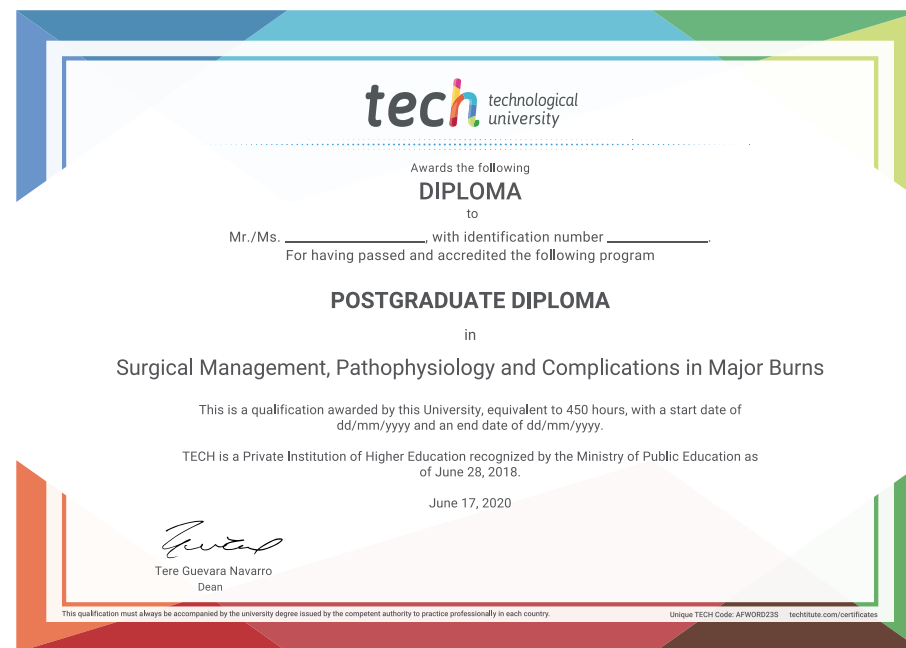 tech technological
university
Awards the following
DIPLOMA
to
Mr./Ms. ____________________, with identification number ______________.
For having passed and accredited the following program
POSTGRADUATE DIPLOMA
in
Surgical Management, Pathophysiology and Complications in Major Burns
This is a qualification awarded by this University, equivalent to 450 hours, with a start date of
dd/mm/yyyy and an end date of dd/mm/yyyy.
TECH is a Private Institution of Higher Education recognized by the Ministry of Public Education as
of June 28, 2018.
June 17, 2020
Tere Guevara Navarro
Dean
This qualification must always be accompanied by the university degree issued by the competent authority to practice professionally in each country.
Unique TECH Code: AFWORD23S techtitute.com/certificates